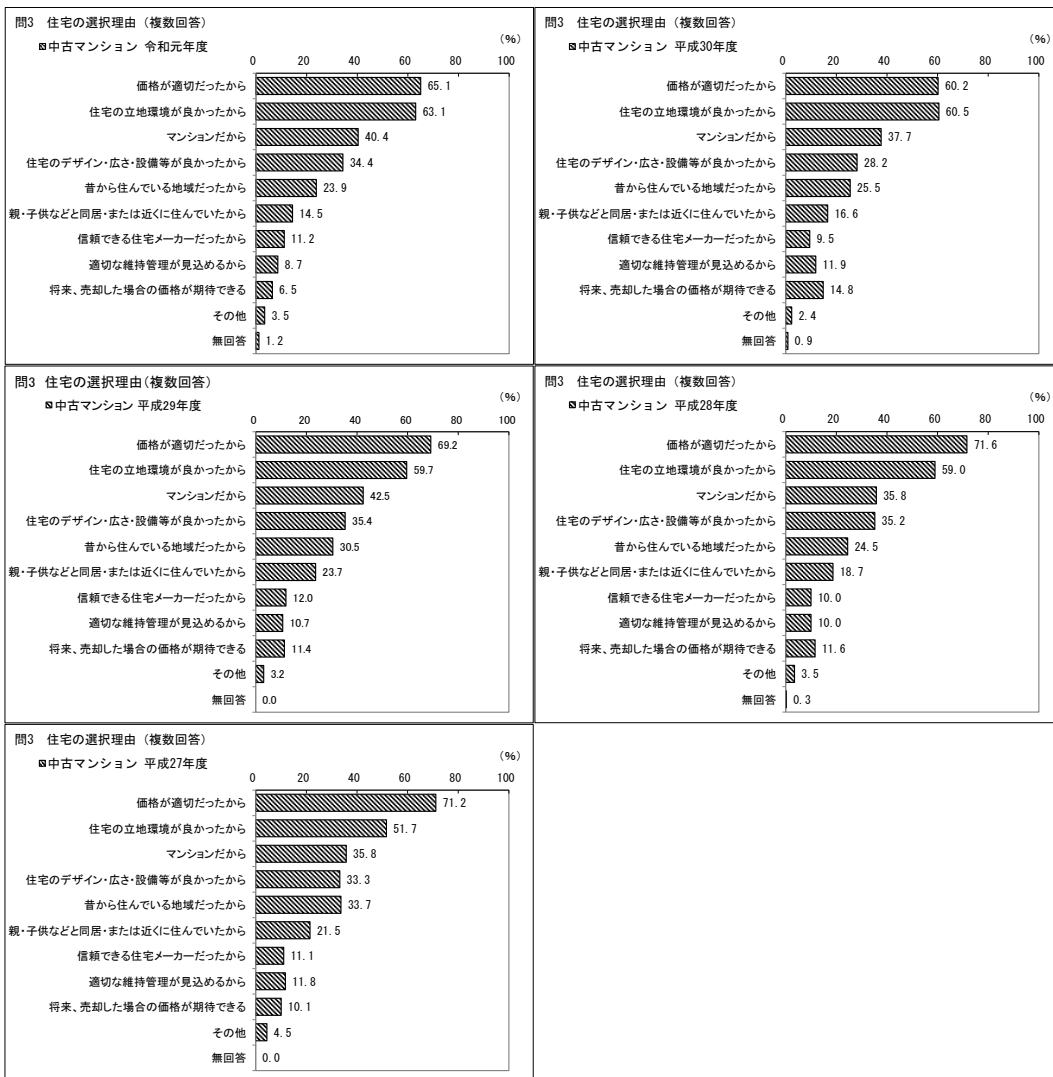 問3 住宅の選択理由（複数回答）
中古マンション 令和元年度
(%)
0 20 40 60 80 100
価格が適切だったから 65.1
住宅の立地環境が良かったから 63.1
マンションだから 40.4
住宅のデザイン・広さ・設備等が良かったから 34.4
昔から住んでいる地域だったから 23.9
親・子供などと同居・または近くに住んでいたから 14.5
信頼できる住宅メーカーだったから 11.2
適切な維持管理が見込めるから 8.7
将来、売却した場合の価格が期待できる 6.5
その他 3.5
無回答 1.2
問3 住宅の選択理由（複数回答）
中古マンション 平成30年度
(%)
0 20 40 60 80 100
価格が適切だったから 60.2
住宅の立地環境が良かったから 60.5
マンションだから 37.7
住宅のデザイン・広さ・設備等が良かったから 28.2
昔から住んでいる地域だったから 25.5
親・子供などと同居・または近くに住んでいたから 16.6
信頼できる住宅メーカーだったから 9.5
適切な維持管理が見込めるから 11.9
将来、売却した場合の価格が期待できる 14.8
その他 2.4
無回答 0.9
問3 住宅の選択理由（複数回答）
中古マンション 平成29年度
(%)
0 20 40 60 80 100
価格が適切だったから 69.2
住宅の立地環境が良かったから 59.7
マンションだから 42.5
住宅のデザイン・広さ・設備等が良かったから 35.4
昔から住んでいる地域だったから 30.5
親・子供などと同居・または近くに住んでいたから 23.7
信頼できる住宅メーカーだったから 12.0
適切な維持管理が見込めるから 10.7
将来、売却した場合の価格が期待できる 11.4
その他 3.2
無回答 0.0
問3 住宅の選択理由（複数回答）
中古マンション 平成28年度
(%)
0 20 40 60 80 100
価格が適切だったから 71.6
住宅の立地環境が良かったから 59.0
マンションだから 35.8
住宅のデザイン・広さ・設備等が良かったから 35.2
昔から住んでいる地域だったから 24.5
親・子供などと同居・または近くに住んでいたから 18.7
信頼できる住宅メーカーだったから 10.0
適切な維持管理が見込めるから 10.0
将来、売却した場合の価格が期待できる 11.6
その他 3.5
無回答 0.3
問3 住宅の選択理由（複数回答）
中古マンション 平成27年度
(%)
0 20 40 60 80 100
価格が適切だったから 71.2
住宅の立地環境が良かったから 51.7
マンションだから 35.8
住宅のデザイン・広さ・設備等が良かったから 33.3
昔から住んでいる地域だったから 33.7
親・子供などと同居・または近くに住んでいたから 21.5
信頼できる住宅メーカーだったから 11.1
適切な維持管理が見込めるから 11.8
将来、売却した場合の価格が期待できる 10.1
その他 4.5
無回答 0.0